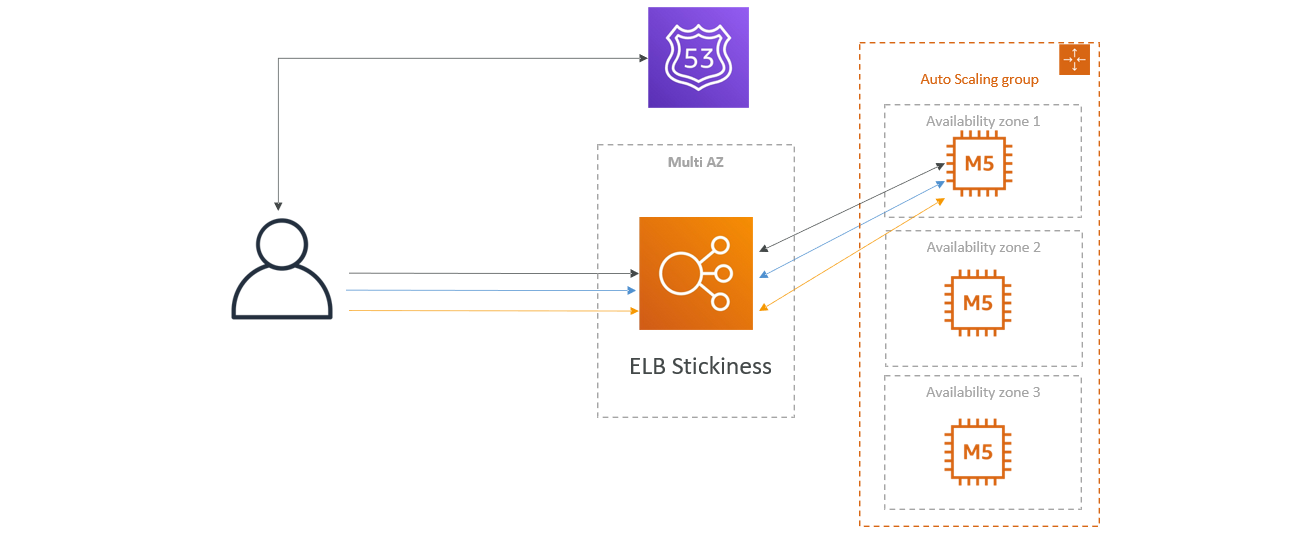 53
Auto Scaling group
Availability zone 1
M5
Multi AZ
Availability zone 2
M5
ELB Stickiness
Availability zone 3
M5